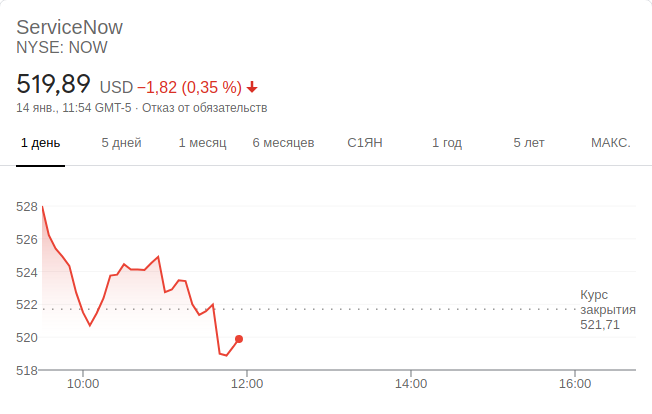 ServiceNow
NYSE: NOW
519,89 USD −1,82 (0,35 %)
14 янв., 11:54 GMT-5 · Отказ от обязательств
1 день 5 дней 1 месяц 6 месяцев С1ЯН 1 год 5 лет МАКС.
528
526
524
522
520
518
Курс
закрытия
521,71
10:00 12:00 14:00 16:00